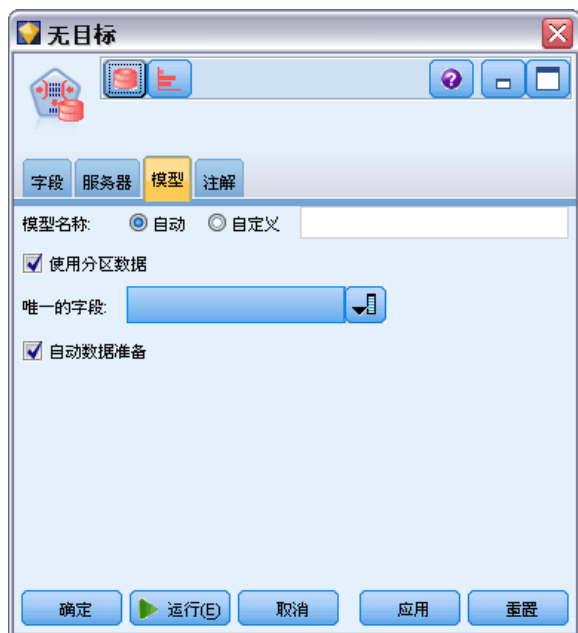 无目标
字段 服务器 模型 注解
模型名称: 自动 自定义
使用分区数据
唯一的字段:
自动数据准备
确定 运行(E) 取消 应用 重置